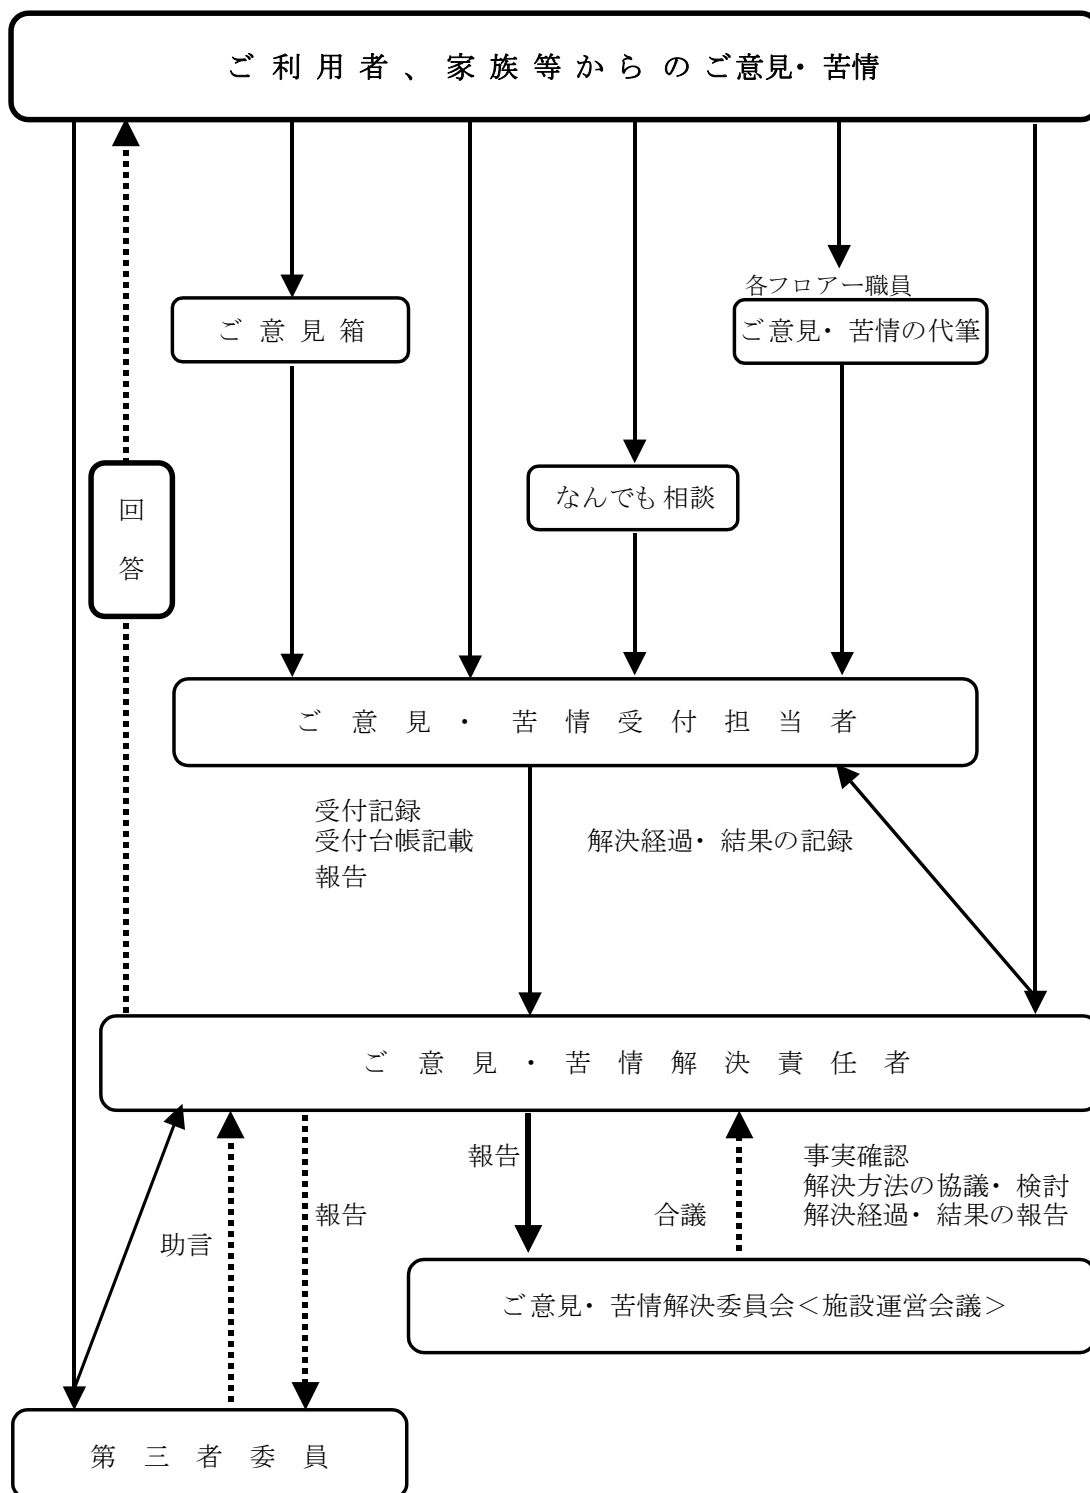 ご利用者、家族等からのご意見・苦情
各フロアー職員
ご意見箱
ご意見・苦情の代筆
なんでも相談
回
答
ご意見・苦情受付担当者
受付記録
受付台帳記載
報告
解決経過・結果の記録
ご意見・苦情解決責任者
報告
事実確認
解決方法の協議・検討
解決経過・結果の報告
合議
報告
助言
ご意見・苦情解決委員会<施設運営会議>
第三者委員